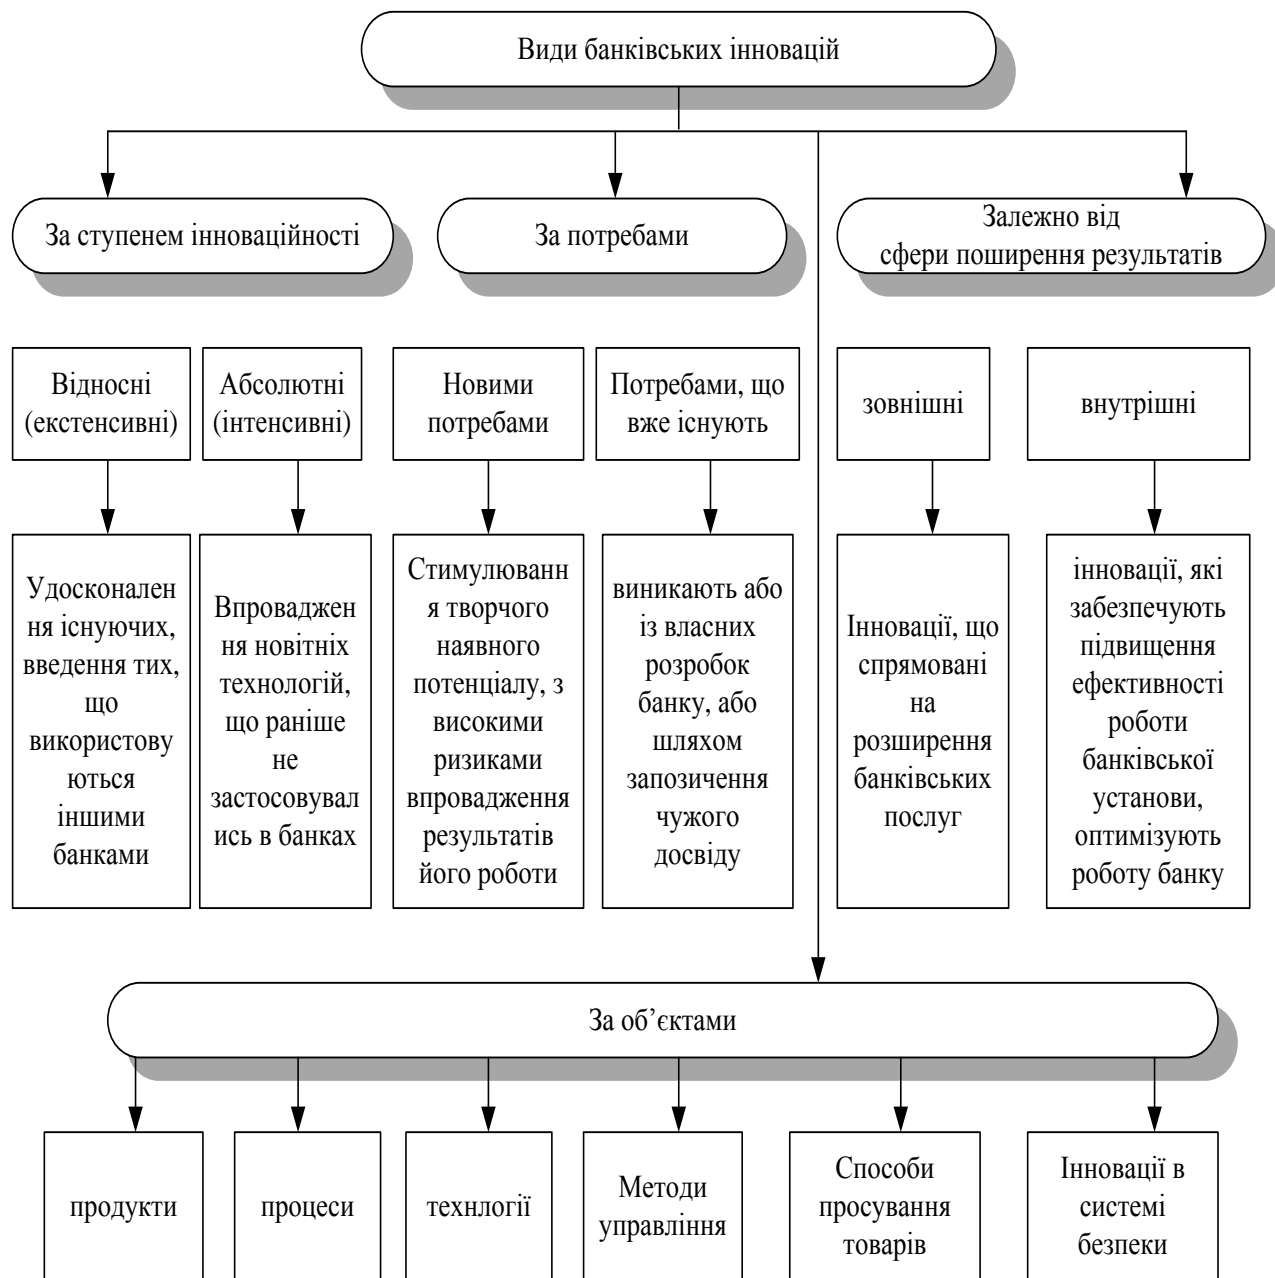 Види банківських інновацій
За ступенем інноваційності
За потребами
Залежно від
сфери поширення результатів
Відносні
(екстенсивні)
Абсолютні
(інтенсивні)
Новими
потребами
Потребами, що
вже існують
зовнішні
внутрішні
Удосконален
ня існуючих,
введення тих,
що
використову
ються
іншими
банками
Впроваджен
ня новітніх
технологій,
що раніше
не
застосовувал
ись в банках
Стимулюванн
я творчого
наявного
потенціалу, з
високими
ризиками
впровадження
результатів
його роботи
виникають або
із власних
розробок
банку, або
шляхом
запозичення
чужого
досвіду
Інновації, що
спрямовані
на
розширення
банківських
послуг
інновації, які
забезпечують
підвищення
ефективності
роботи
банківської
установи,
оптимізують
роботу банку
За об’єктами
продукти
процеси
технлогії
Методи
управління
Способи
просування
товарів
Інновації в
системі
безпеки